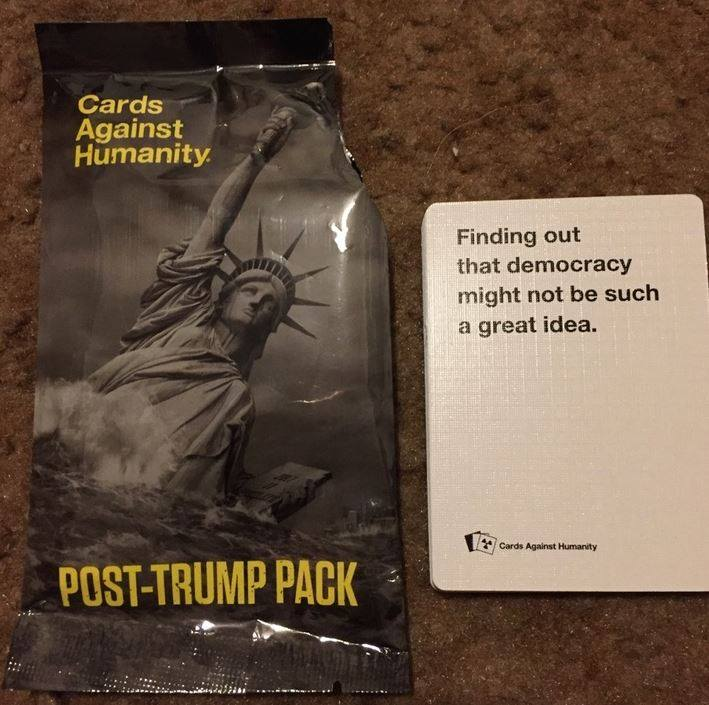 Cards
Against
Humanity.
POST-TRUMP PACK
Finding out
that democracy
might not be such
a great idea.
Cards Against Humanity